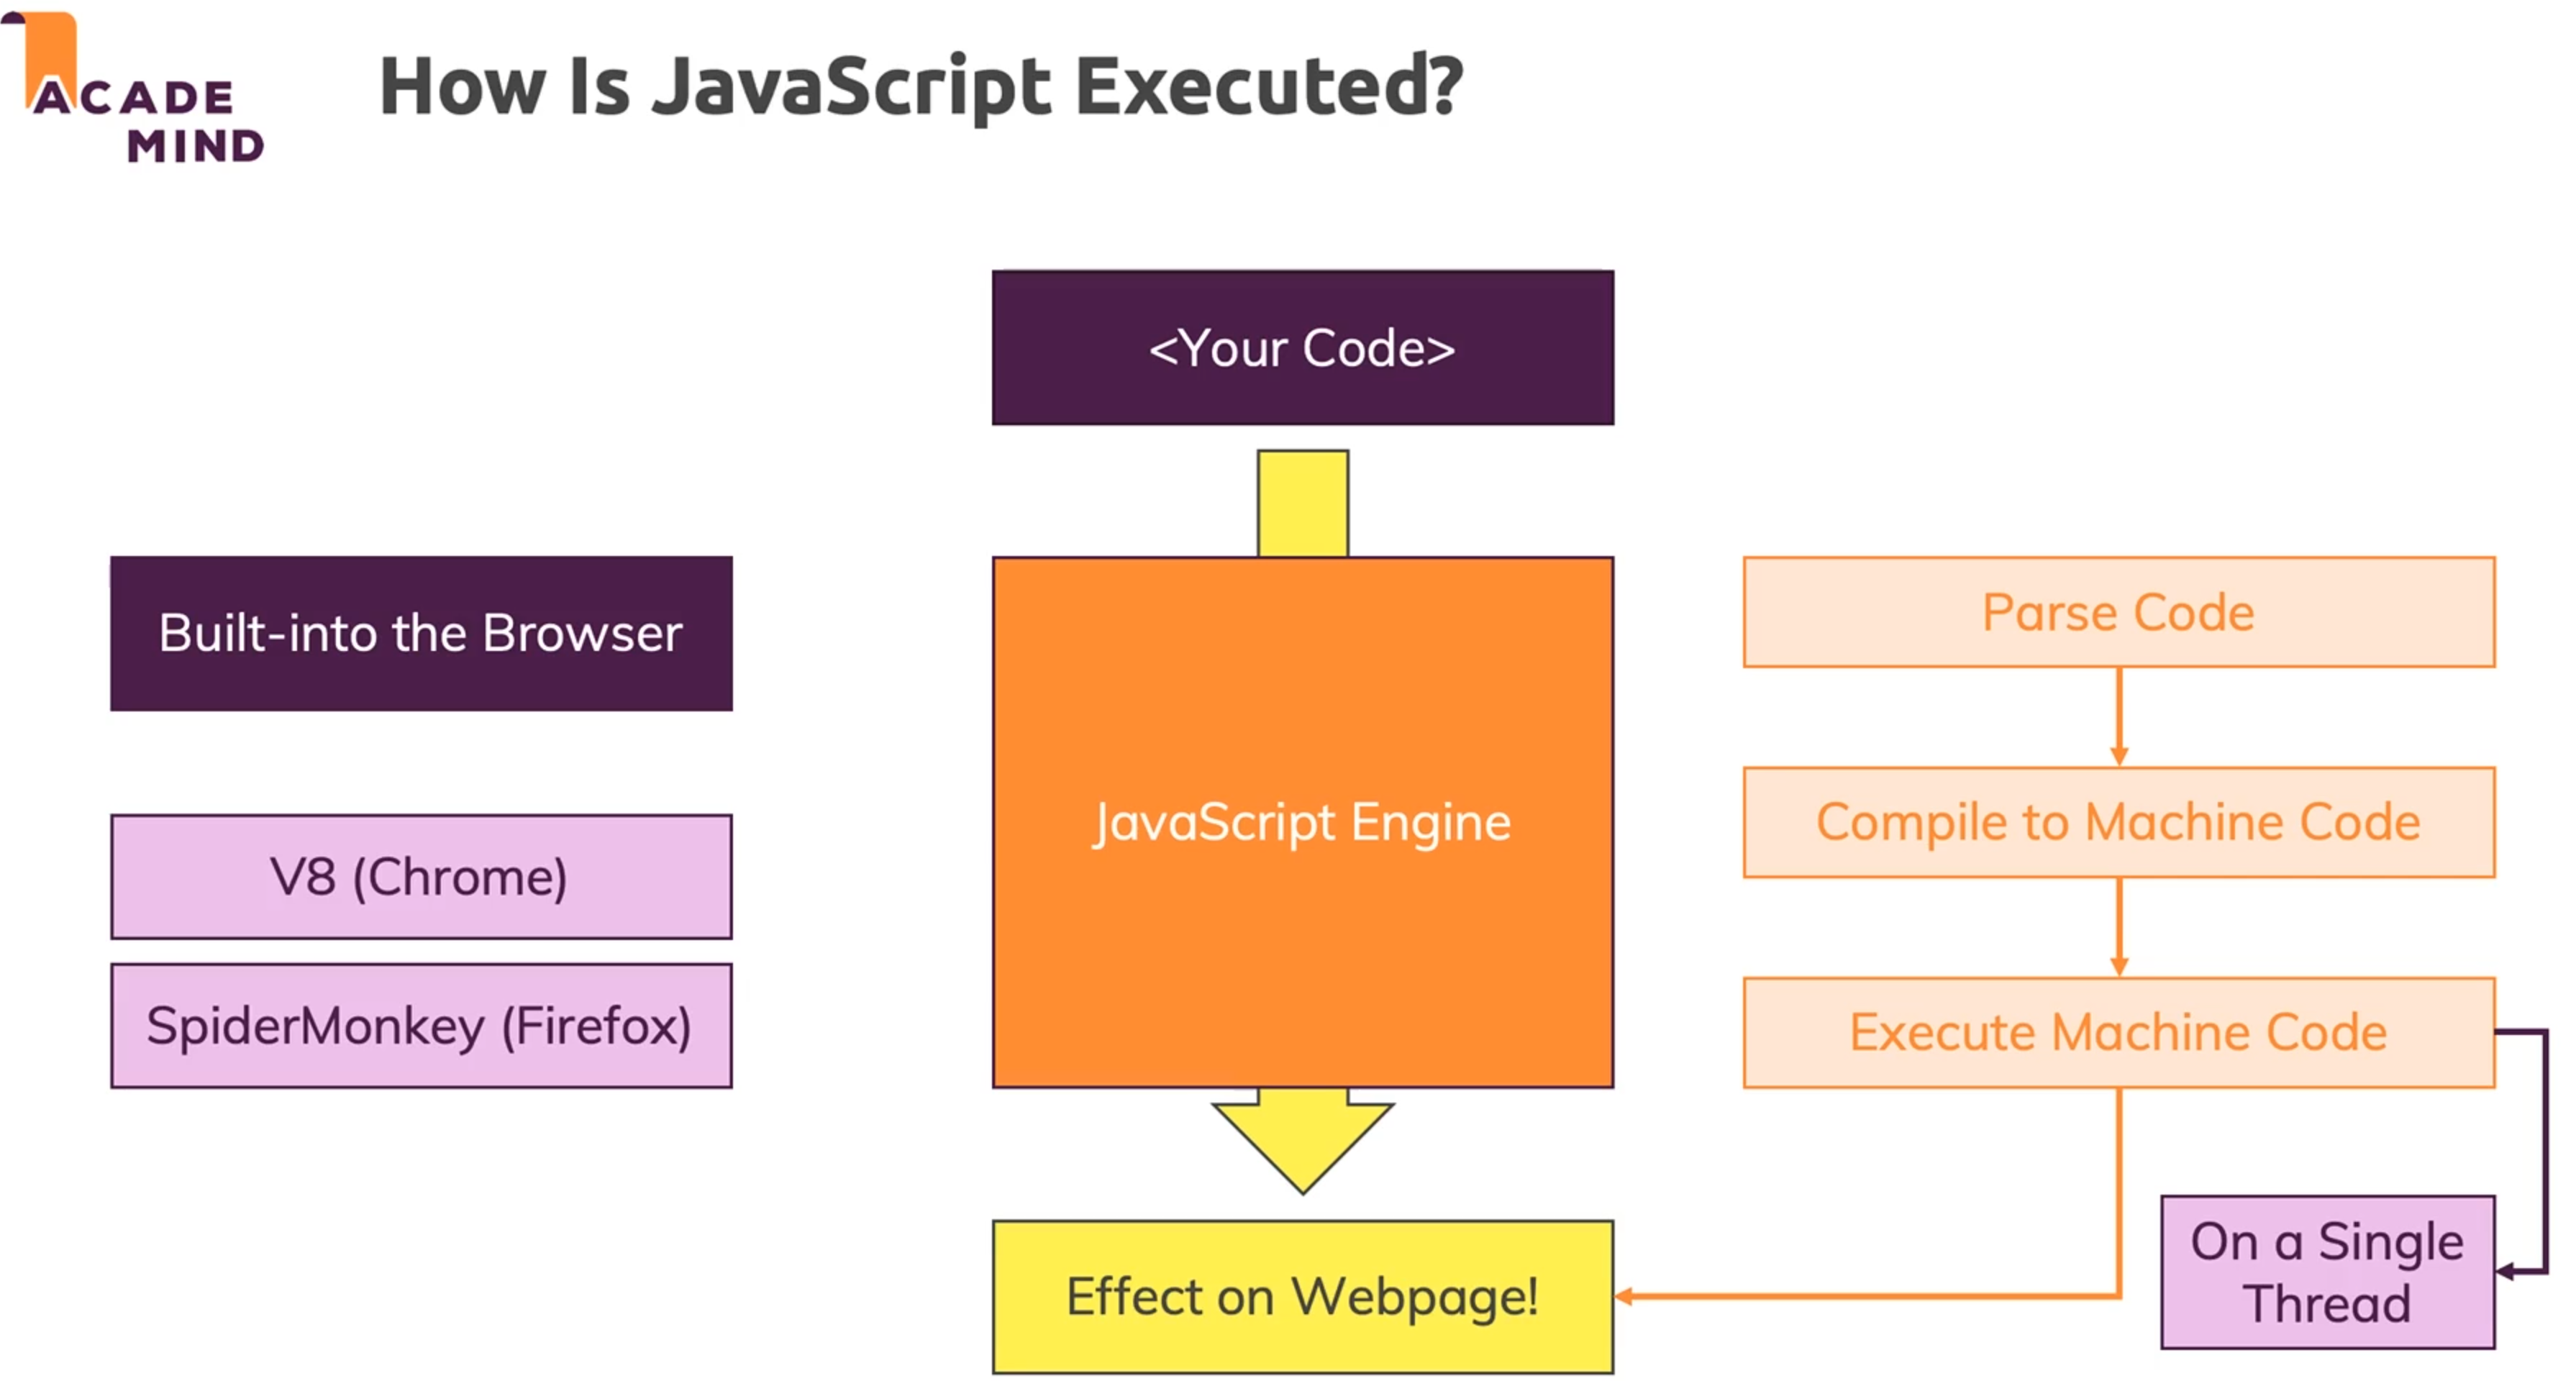 ACADE
MIND
How Is JavaScript Executed?
<Your Code>
Built-into the Browser
V8 (Chrome)
SpiderMonkey (Firefox)
JavaScript Engine
Parse Code
Compile to Machine Code
Execute Machine Code
On a Single
Thread
Effect on Webpage!